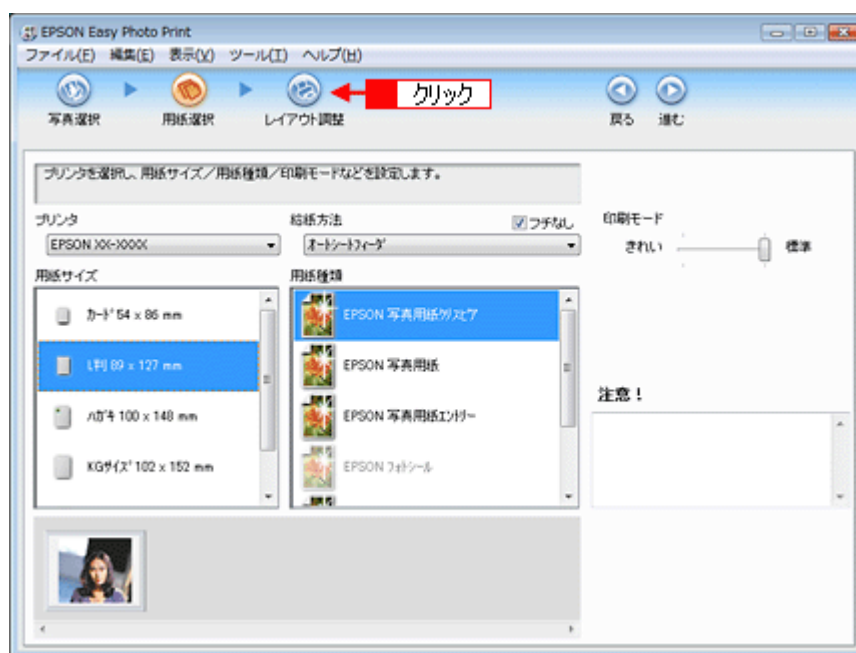 EPSON Easy Photo Print
ファイル(F) 編集(E) 表示(V) ツール(T) ヘルプ(H)
クリック
写真選択 用紙選択 レイアウト調整 戻る 進む
プリンタを選択し、用紙サイズ/用紙種類/印刷モードなどを設定します。
プリンタ 給紙方法 フチなし 印刷モード
EPSON XX-XXXX オートシートフィーダ きれい 標準
用紙サイズ 用紙種類
カード 54 x 86 mm EPSON 写真用紙クリスピア
L判 89 x 127 mm EPSON 写真用紙
注意！
ハガキ 100 x 148 mm EPSON 写真用紙エントリー
KGサイズ 102 x 152 mm EPSON フォトシール